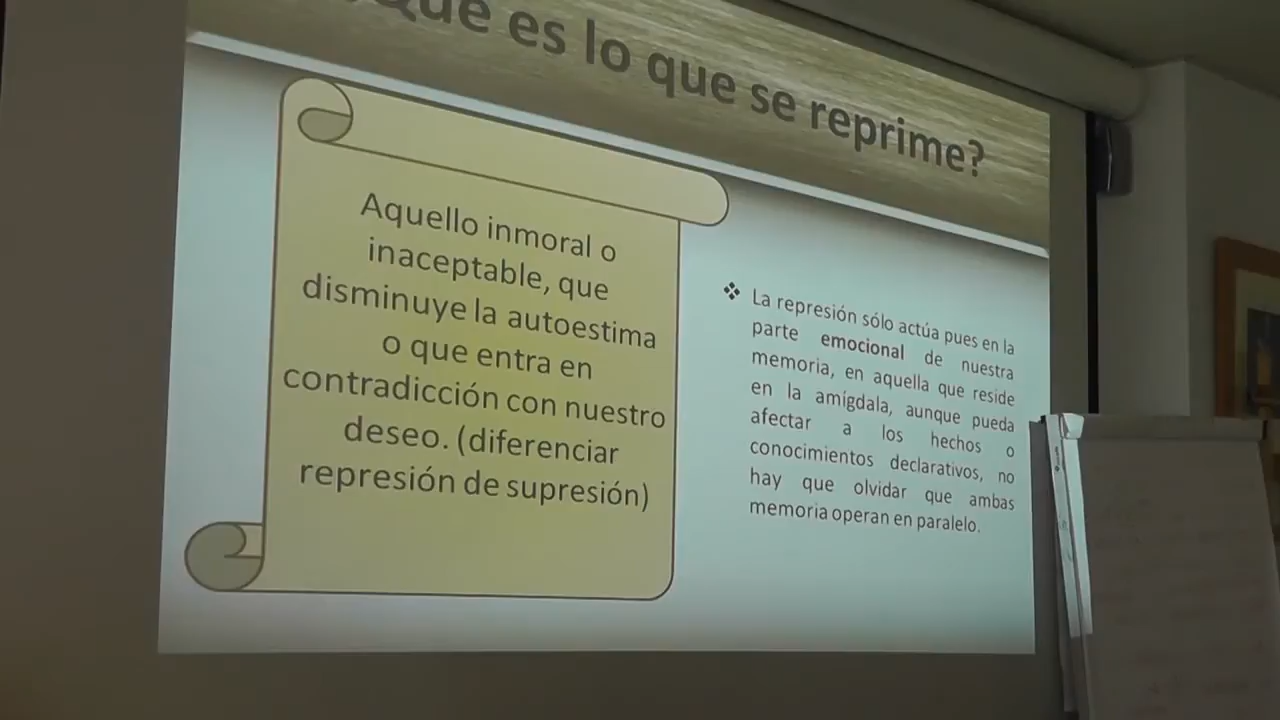 ¿Qué es lo que se reprime?
Aquello inmoral o
inaceptable, que
disminuye la autoestima
o que entra en
contradicción con nuestro
deseo. (diferenciar
represión de supresión)
❖ La represión sólo actúa pues en la
parte emocional de nuestra
memoria, en aquella que reside
en la amígdala, aunque pueda
afectar a los hechos o
conocimientos declarativos, no
hay que olvidar que ambas
memoria operan en paralelo.